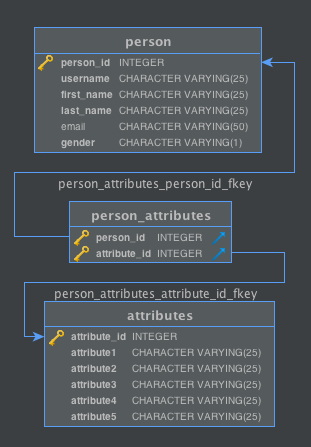 person
person_id INTEGER
username CHARACTER VARYING(25)
first_name CHARACTER VARYING(25)
last_name CHARACTER VARYING(25)
email CHARACTER VARYING(50)
gender CHARACTER VARYING(1)
person_attributes_person_id_fkey
person_attributes
person_id INTEGER
attribute_id INTEGER
person_attributes_attribute_id_fkey
attributes
attribute_id INTEGER
attribute1 CHARACTER VARYING(25)
attribute2 CHARACTER VARYING(25)
attribute3 CHARACTER VARYING(25)
attribute4 CHARACTER VARYING(25)
attribute5 CHARACTER VARYING(25)